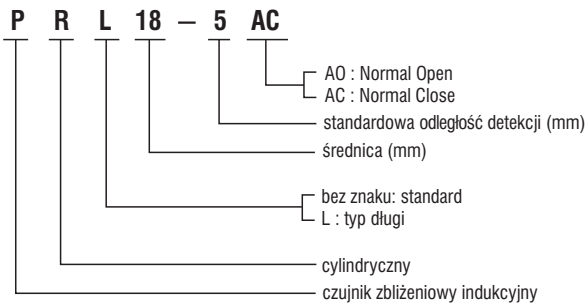 P R L 18 – 5 AC
AO : Normal Open
AC : Normal Close
standardowa odległość detekcji (mm)
średnica (mm)
bez znaku: standard
L : typ długi
cylindryczny
czujnik zbliżeniowy indukcyjny